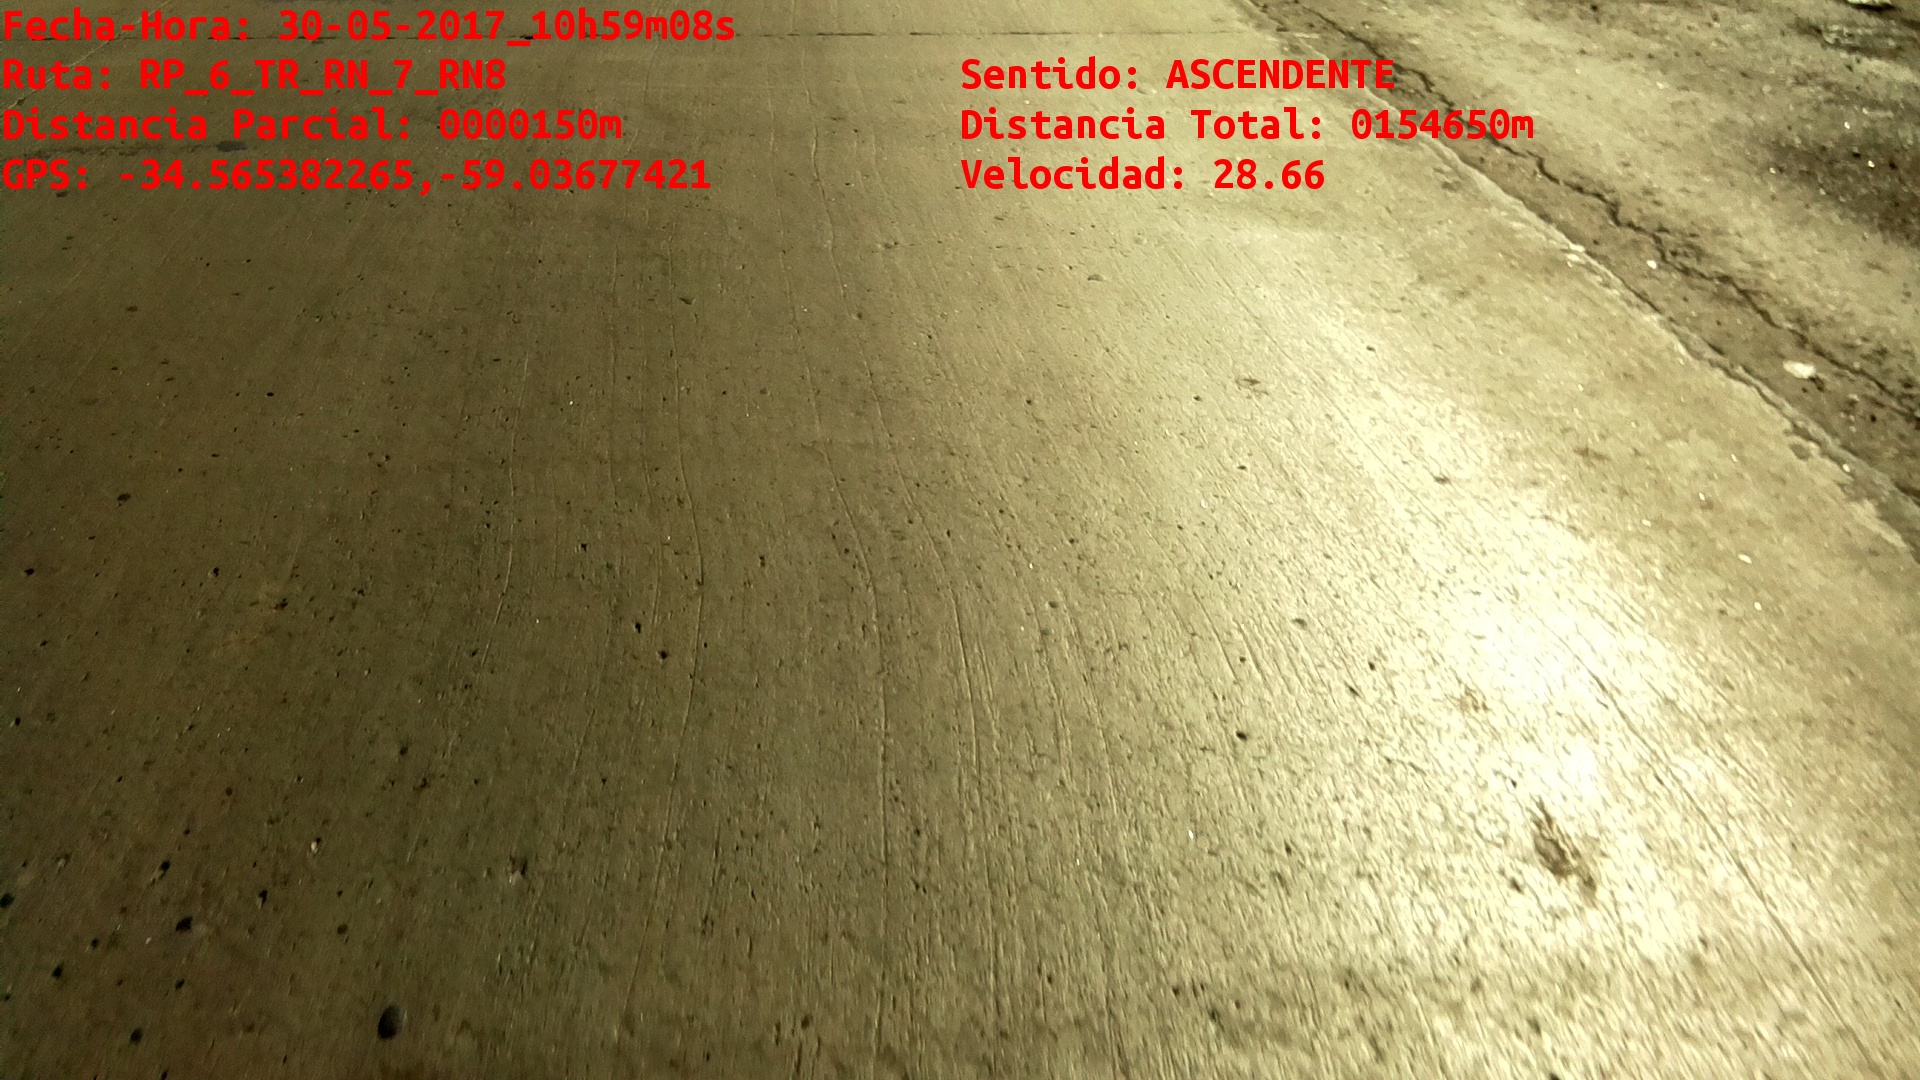 Fecha-Hora: 30-05-2017_10h59m08s
Ruta: RP_6_TR_RN_7_RN8
Sentido: ASCENDENTE
Distancia Parcial: 0000150m
Distancia Total: 0154650m
GPS: -34.565382265,-59.03677421
Velocidad: 28.66